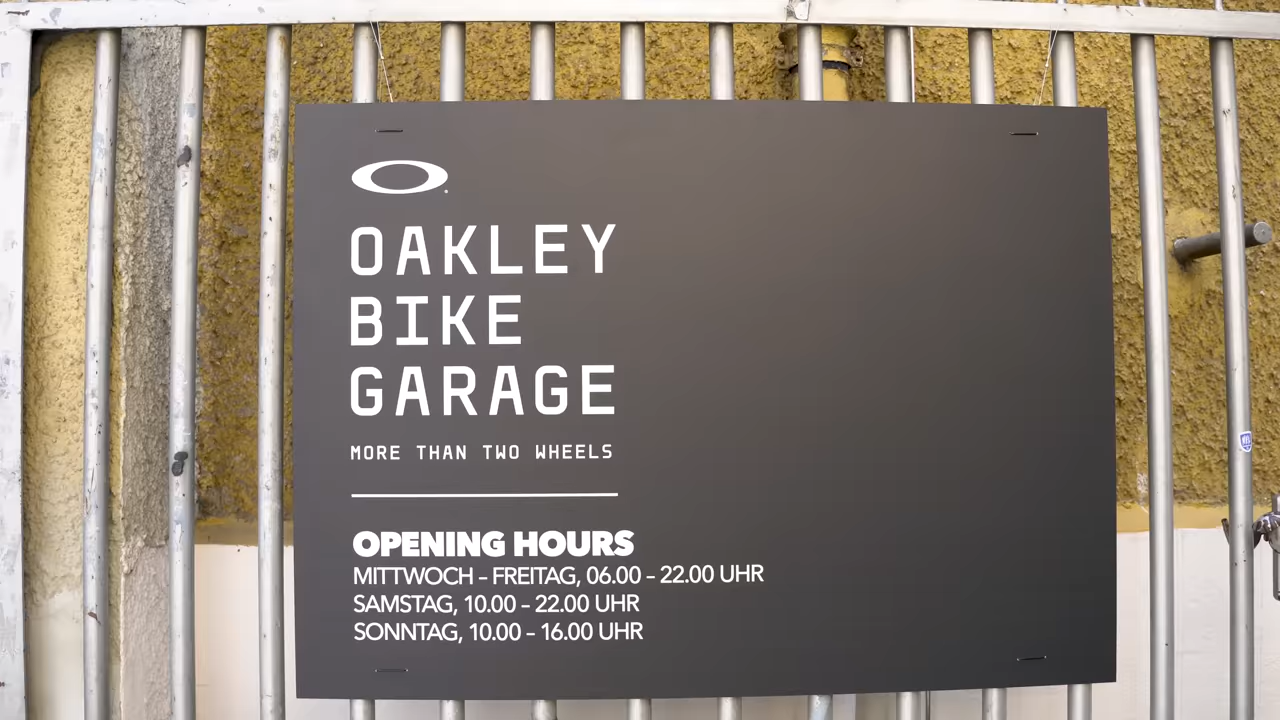 OAKLEY
BIKE
GARAGE
MORE THAN TWO WHEELS
OPENING HOURS
MITTWOCH – FREITAG, 06.00 – 22.00 UHR
SAMSTAG, 10.00 – 22.00 UHR
SONNTAG, 10.00 – 16.00 UHR